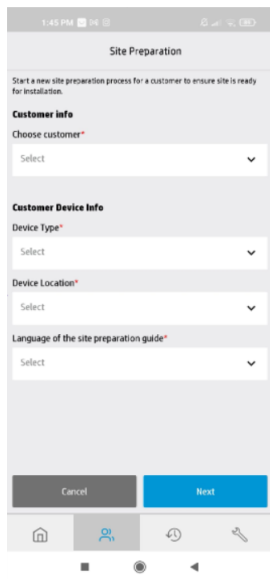 1:45 PM
Site Preparation
Start a new site preparation process for a customer to ensure site is ready
for installation.
Customer info
Choose customer*
Select
Customer Device Info
Device Type*
Select
Device Location*
Select
Language of the site preparation guide*
Select
Cancel
Next